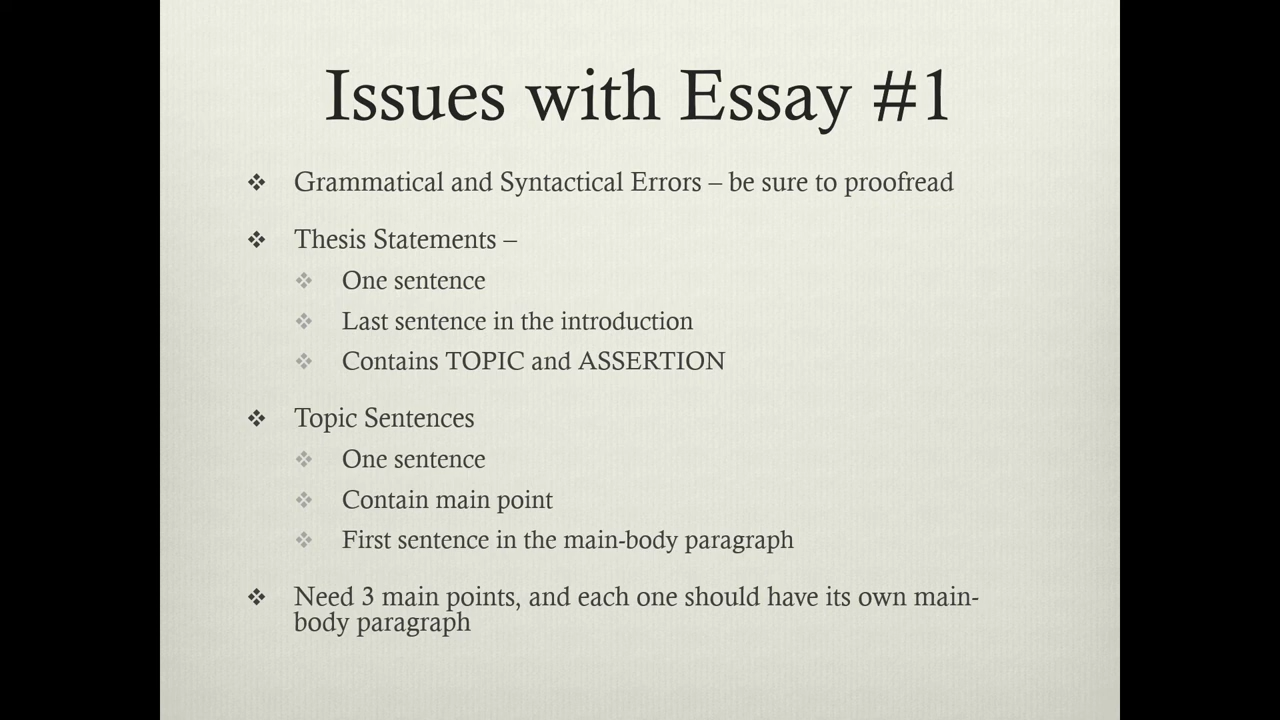 Issues with Essay #1
❖ Grammatical and Syntactical Errors – be sure to proofread
❖ Thesis Statements –
❖ One sentence
❖ Last sentence in the introduction
❖ Contains TOPIC and ASSERTION
❖ Topic Sentences
❖ One sentence
❖ Contain main point
❖ First sentence in the main-body paragraph
❖ Need 3 main points, and each one should have its own main-
body paragraph